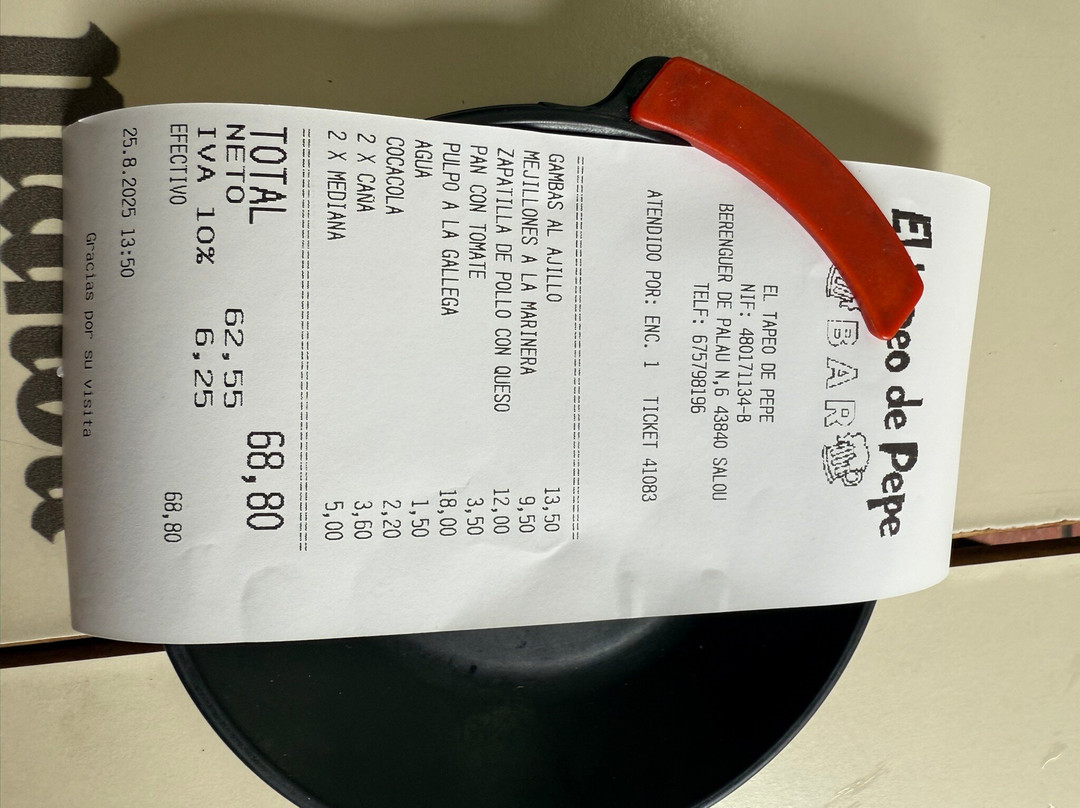 El de Pepe
BAR
EL TAPEO DE PEPE
NIF: 480171134-B
BERENGUER DE PALAU N,6 43840 SALOU
TELF: 675798196
ATENDIDO POR: ENC. 1 TICKET 41083
GAMBAS AL AJILLO 13,50
MEJILLONES A LA MARINERA 9,50
ZAPATILLA DE POLLO CON QUESO 12,00
PAN CON TOMATE 3,50
PULPO A LA GALLEGA 18,00
AGUA 1,50
COCACOLA 2,20
2 X CAÑA 3,60
2 X MEDIANA 5,00
TOTAL 68,80
NETO 62,55
IVA 10% 6,25
EFECTIVO 68,80
25.8.2025 13:50
Gracias por su visita